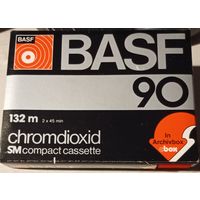 BASF
BASF
90
132 m 2 x 45 min
chromdioxid
SM compact cassette
in
Archivbox
box